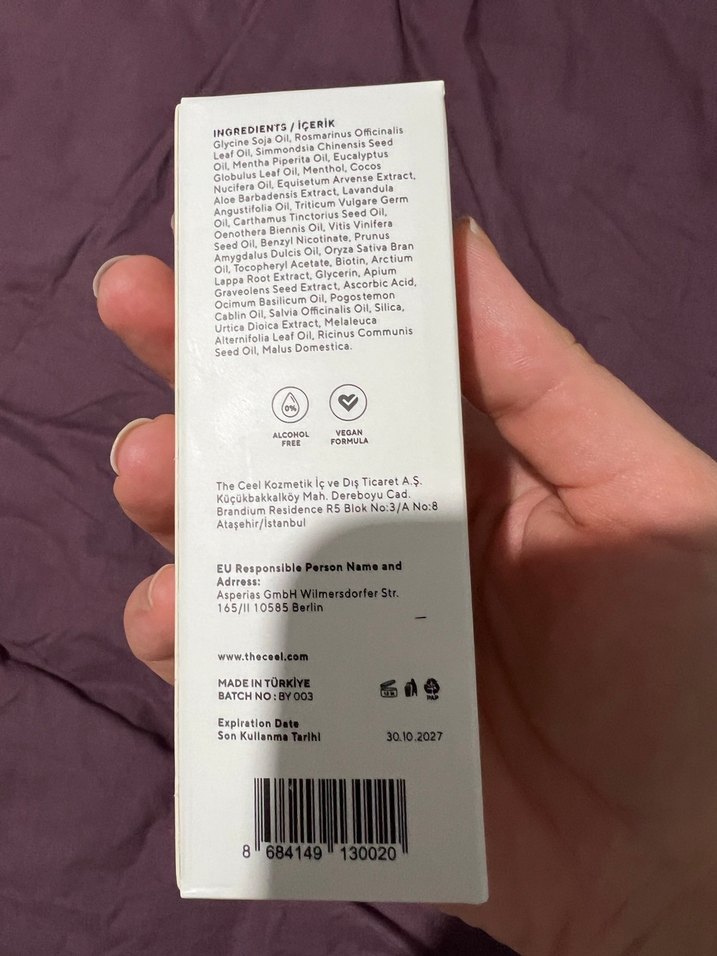 INGREDIENTS / İÇERİK
Glycine Soja Oil, Rosmarinus Officinalis
Leaf Oil, Simmondsia Chinensis Seed
Oil, Mentha Piperita Oil, Eucalyptus
Globulus Leaf Oil, Menthol, Cocos
Nucifera Oil, Equisetum Arvense Extract,
Aloe Barbadensis Extract, Lavandula
Angustifolia Oil, Triticum Vulgare Germ
Oil, Carthamus Tinctorius Seed Oil,
Oenothera Biennis Oil, Vitis Vinifera
Seed Oil, Benzyl Nicotinate, Prunus
Amygdalus Dulcis Oil, Oryza Sativa Bran
Oil, Tocopheryl Acetate, Biotin, Arctium
Lappa Root Extract, Glycerin, Apium
Graveolens Seed Extract, Ascorbic Acid,
Ocimum Basilicum Oil, Pogostemon
Cablin Oil, Salvia Officinalis Oil, Silica,
Urtica Dioica Extract, Melaleuca
Alternifolia Leaf Oil, Ricinus Communis
Seed Oil, Malus Domestica.
0%
ALCOHOL FREE
VEGAN FORMULA
The Ceel Kozmetik İç ve Dış Ticaret A.Ş.
Küçükbakkalköy Mah. Dereboyu Cad.
Brandium Residence R5 Blok No:3/A No:8
Ataşehir/İstanbul
EU Responsible Person Name and
Adrress:
Asperias GmbH Wilmersdorfer Str.
165/II 10585 Berlin
www.theceel.com
MADE IN TÜRKİYE
BATCH NO : BY 003
PAP
Expiration Date
Son Kullanma Tarihi 30.10.2027
8 684149 130020